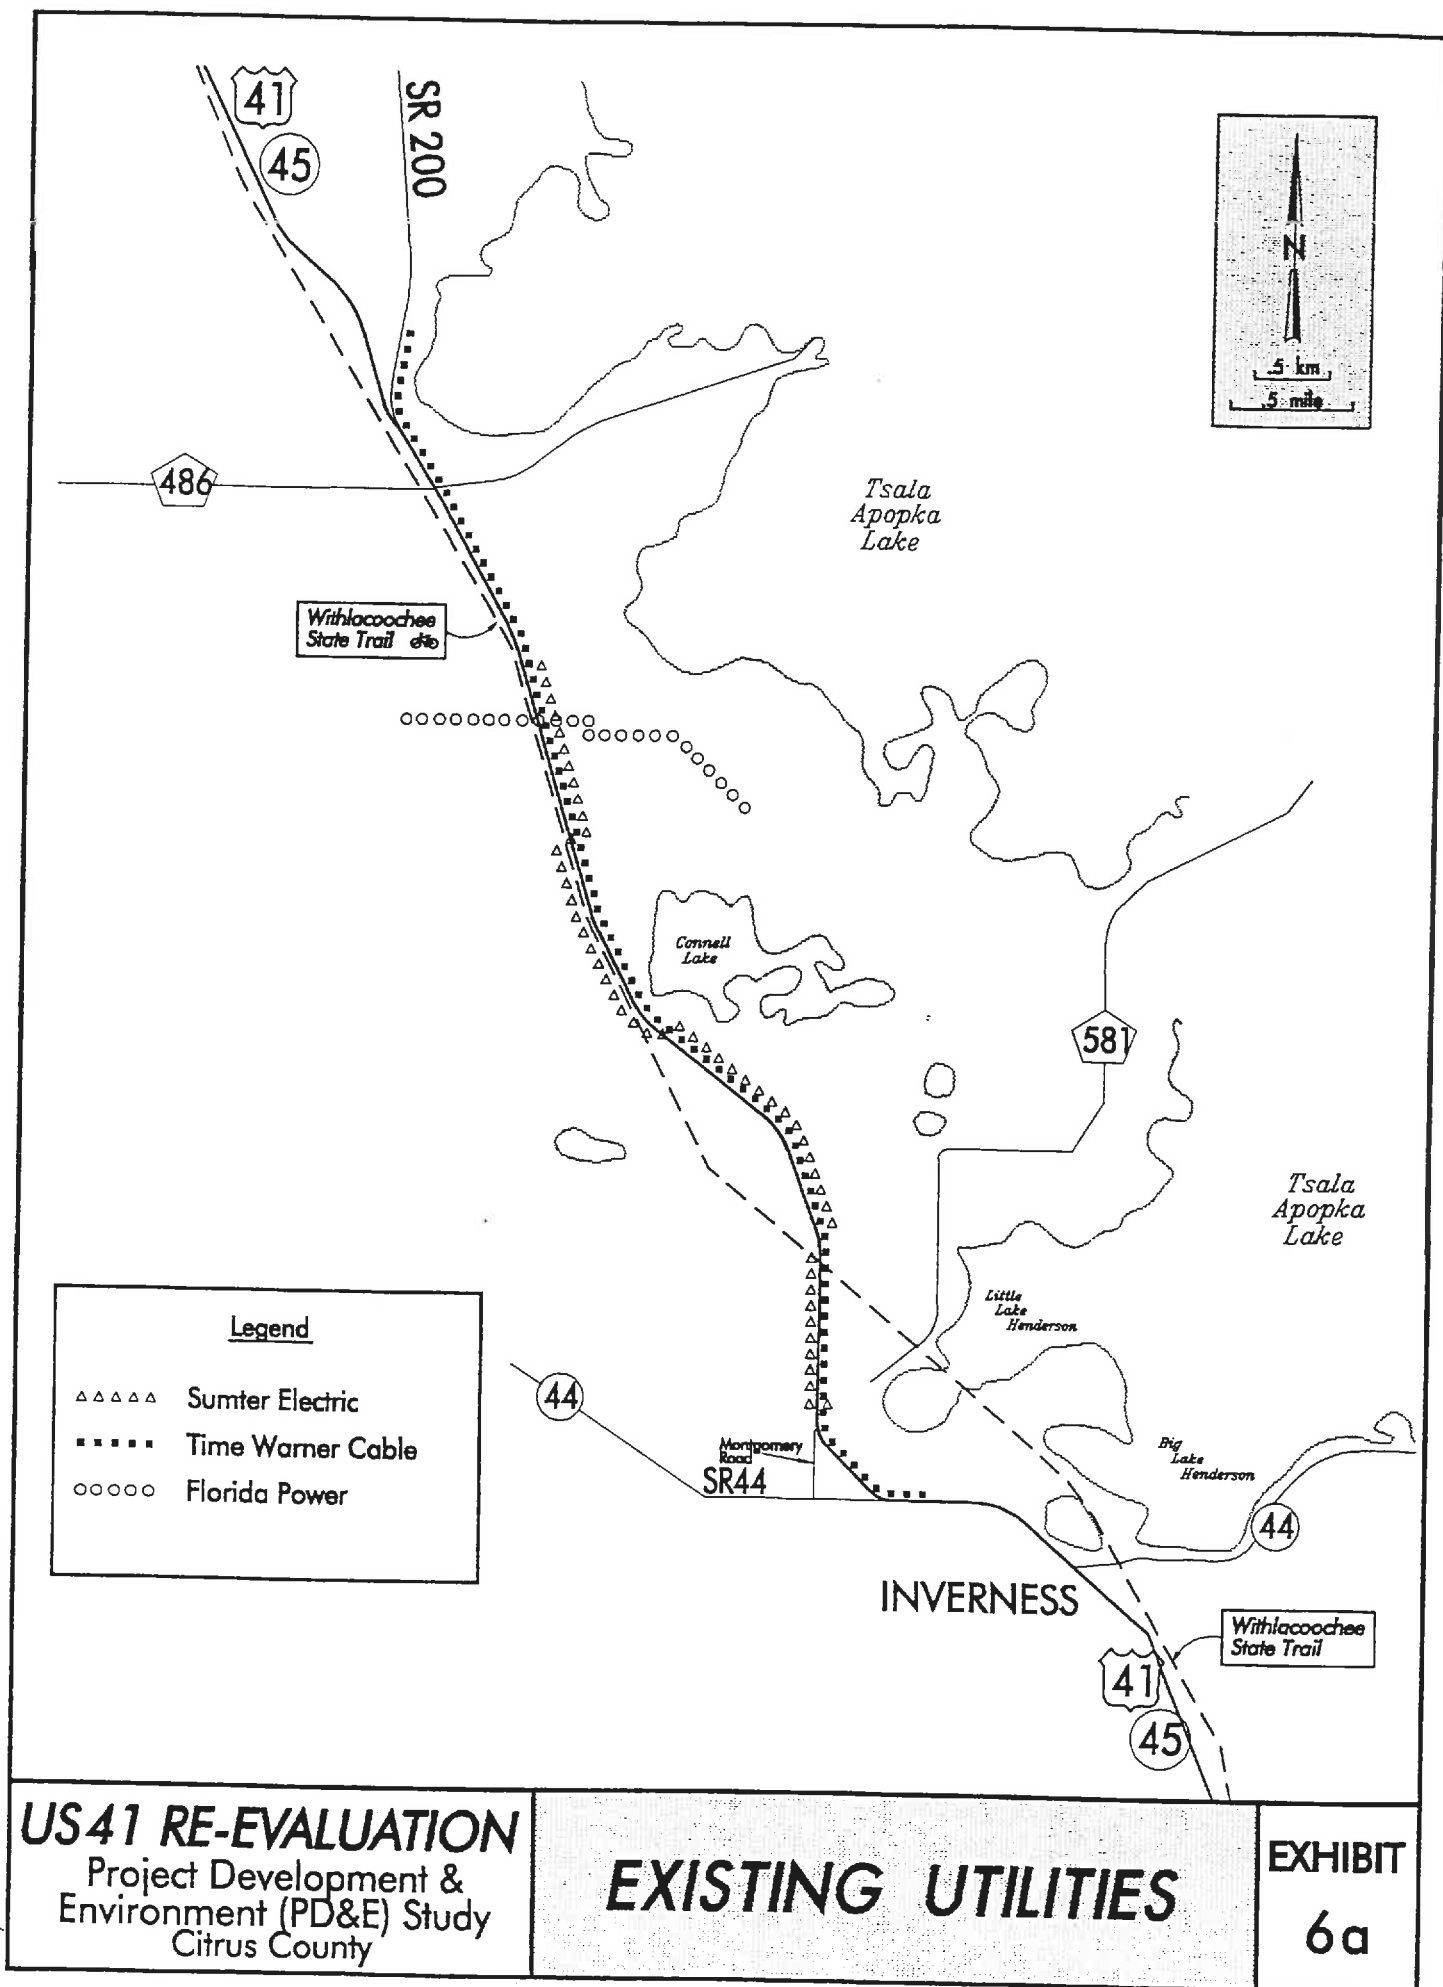 41
45
SR 200
N
.5 km
.5 mile
486
Tsala
Apopka
Lake
Withlacoochee
State Trail
Connell
Lake
581
Tsala
Apopka
Lake
Little
Lake
Henderson
Legend
Sumter Electric
Time Warner Cable
Florida Power
44
Montgomery
Road
SR44
Big
Lake
Henderson
44
INVERNESS
Withlacoochee
State Trail
41
45
US41 RE-EVALUATION
Project Development &
Environment (PD&E) Study
Citrus County
EXISTING UTILITIES
EXHIBIT
6a